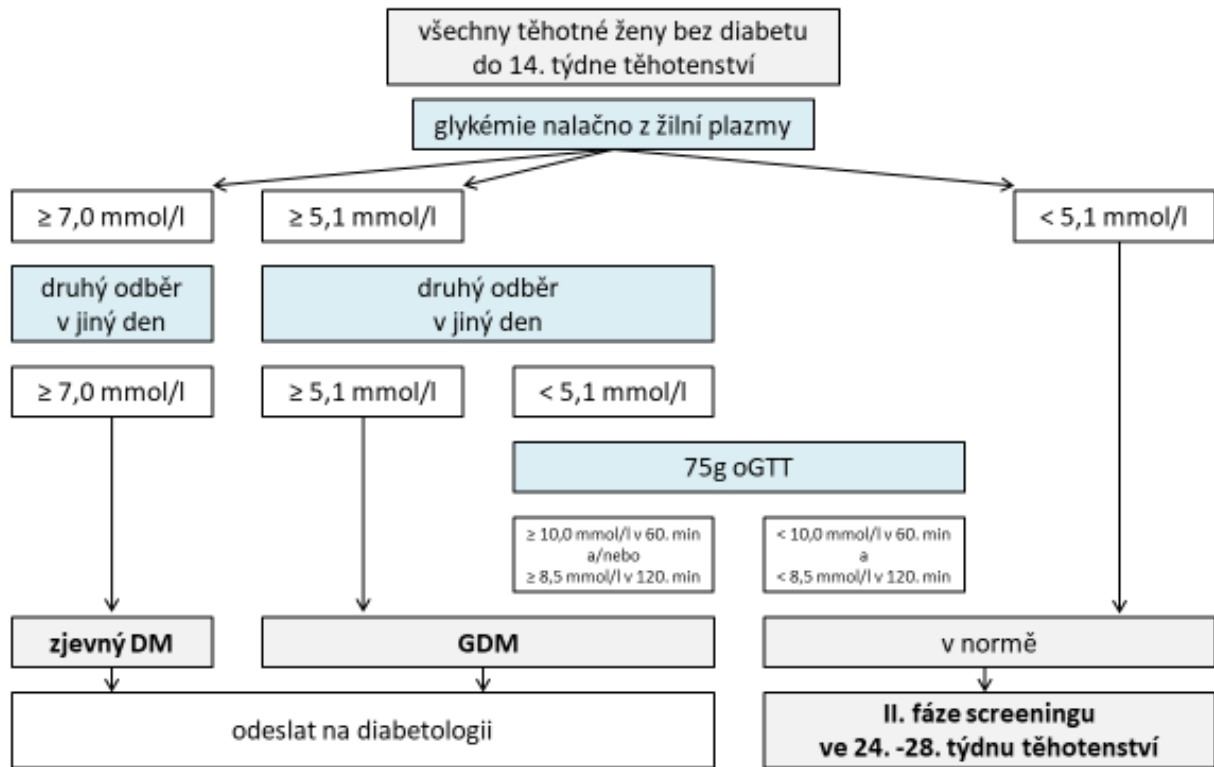 všechny těhotné ženy bez diabetu
do 14. týdne těhotenství
glykémie nalačno z žilní plazmy
≥ 7,0 mmol/l
≥ 5,1 mmol/l
< 5,1 mmol/l
druhý odběr
v jiný den
druhý odběr
v jiný den
≥ 7,0 mmol/l
≥ 5,1 mmol/l
< 5,1 mmol/l
75g oGTT
≥ 10,0 mmol/l v 60. min
a/nebo
≥ 8,5 mmol/l v 120. min
< 10,0 mmol/l v 60. min
a
< 8,5 mmol/l v 120. min
zjevný DM
GDM
v normě
odeslat na diabetologii
II. fáze screeningu
ve 24. -28. týdnu těhotenství